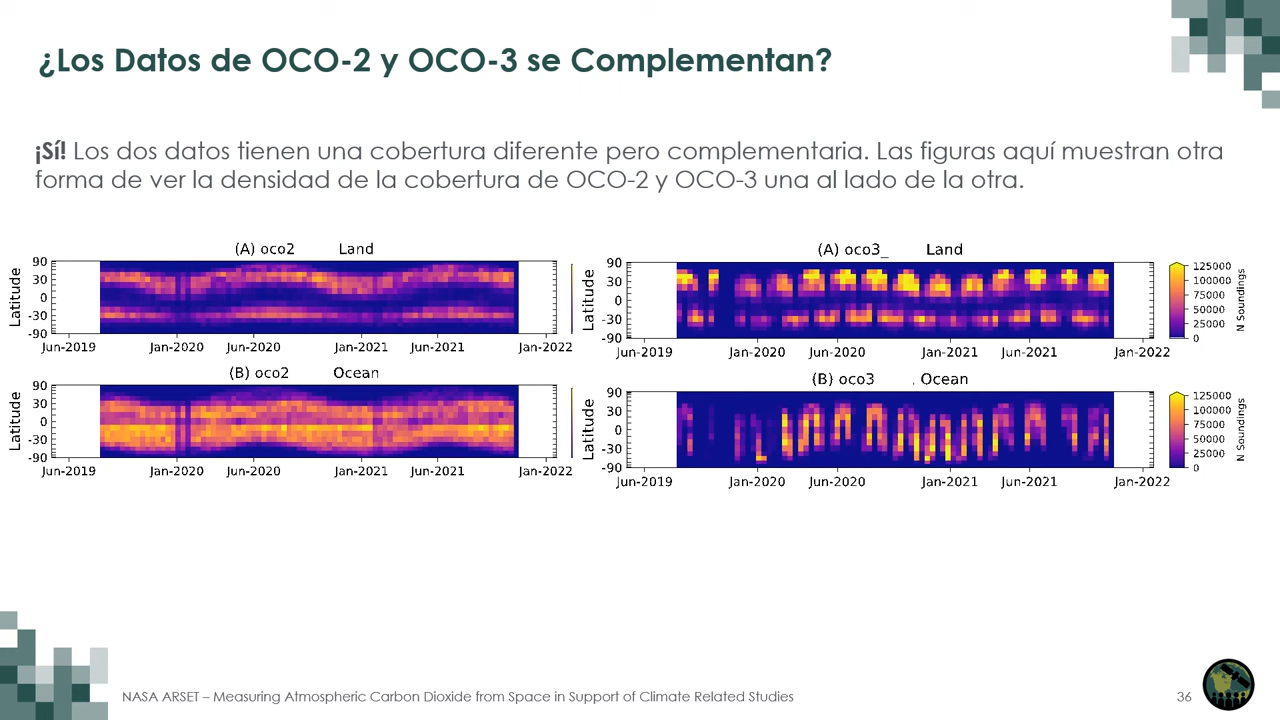 ¿Los Datos de OCO-2 y OCO-3 se Complementan?
¡Sí! Los dos datos tienen una cobertura diferente pero complementaria. Las figuras aquí muestran otra
forma de ver la densidad de la cobertura de OCO-2 y OCO-3 una al lado de la otra.
(A) oco2 Land
Latitude
90
30
0
-30
-90
Jun-2019 Jan-2020 Jun-2020 Jan-2021 Jun-2021 Jan-2022
(B) oco2 Ocean
Latitude
90
30
0
-30
-90
Jun-2019 Jan-2020 Jun-2020 Jan-2021 Jun-2021 Jan-2022
(A) oco3_ Land
Latitude
90
30
0
-30
-90
Jun-2019 Jan-2020 Jun-2020 Jan-2021 Jun-2021 Jan-2022
125000
100000
75000
50000
25000
0
N Soundings
(B) oco3 . Ocean
Latitude
90
30
0
-30
-90
Jun-2019 Jan-2020 Jun-2020 Jan-2021 Jun-2021 Jan-2022
125000
100000
75000
50000
25000
0
N Soundings
NASA ARSET – Measuring Atmospheric Carbon Dioxide from Space in Support of Climate Related Studies
36